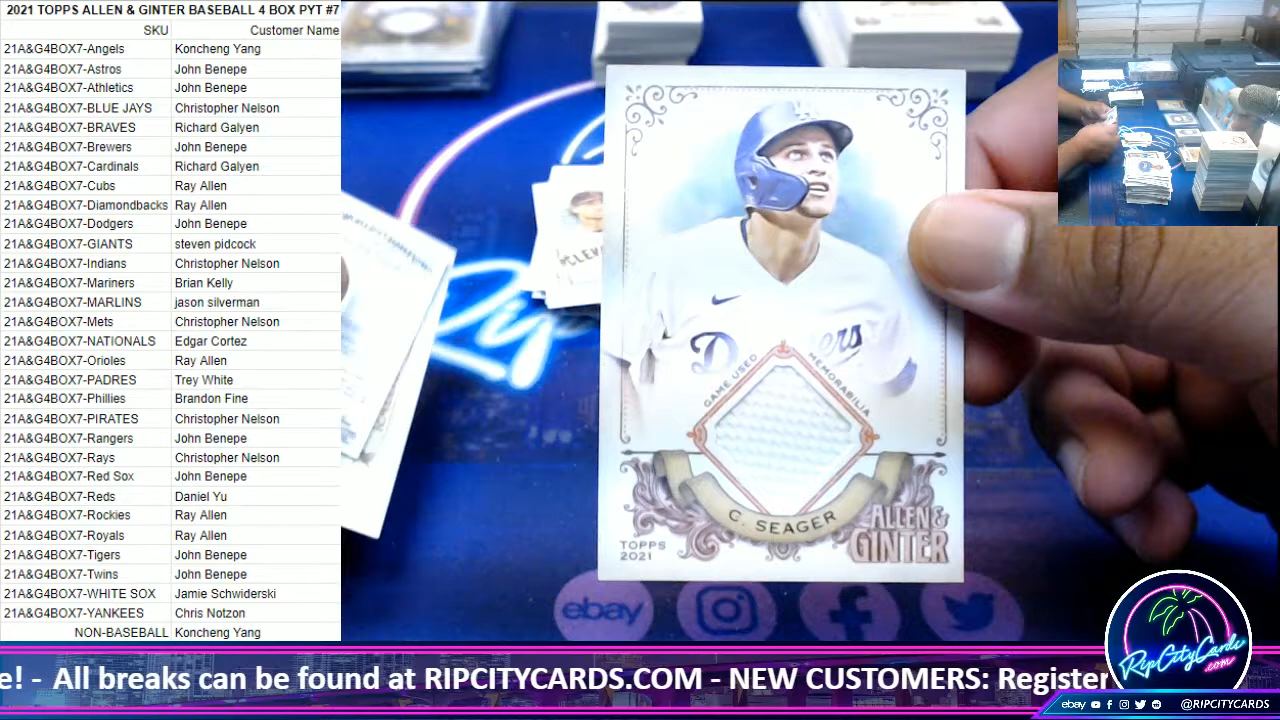 2021 TOPPS ALLEN & GINTER BASEBALL 4 BOX PYT #7
SKU Customer Name
21A&G4BOX7-Angels Koncheng Yang
21A&G4BOX7-Astros John Benepe
21A&G4BOX7-Athletics John Benepe
21A&G4BOX7-BLUE JAYS Christopher Nelson
21A&G4BOX7-BRAVES Richard Galyen
21A&G4BOX7-Brewers John Benepe
21A&G4BOX7-Cardinals Richard Galyen
21A&G4BOX7-Cubs Ray Allen
21A&G4BOX7-Diamondbacks Ray Allen
21A&G4BOX7-Dodgers John Benepe
21A&G4BOX7-GIANTS steven pidcock
21A&G4BOX7-Indians Christopher Nelson
21A&G4BOX7-Mariners Brian Kelly
21A&G4BOX7-MARLINS jason silverman
21A&G4BOX7-Mets Christopher Nelson
21A&G4BOX7-NATIONALS Edgar Cortez
21A&G4BOX7-Orioles Ray Allen
21A&G4BOX7-PADRES Trey White
21A&G4BOX7-Phillies Brandon Fine
21A&G4BOX7-PIRATES Christopher Nelson
21A&G4BOX7-Rangers John Benepe
21A&G4BOX7-Rays Christopher Nelson
21A&G4BOX7-Red Sox John Benepe
21A&G4BOX7-Reds Daniel Yu
21A&G4BOX7-Rockies Ray Allen
21A&G4BOX7-Royals Ray Allen
21A&G4BOX7-Tigers John Benepe
21A&G4BOX7-Twins John Benepe
21A&G4BOX7-WHITE SOX Jamie Schwiderski
21A&G4BOX7-YANKEES Chris Notzon
NON-BASEBALL Koncheng Yang
CLEV
Rip
LA
D ers
GAME USED MEMORABILIA
C. SEAGER
ALLEN &
GINTER
TOPPS
2021
ebay
e - All breaks can be found at RIPCITYCARDS.COM - NEW CUSTOMERS: Register
RipCityCards
.com
ebay @RIPCITYCARDS